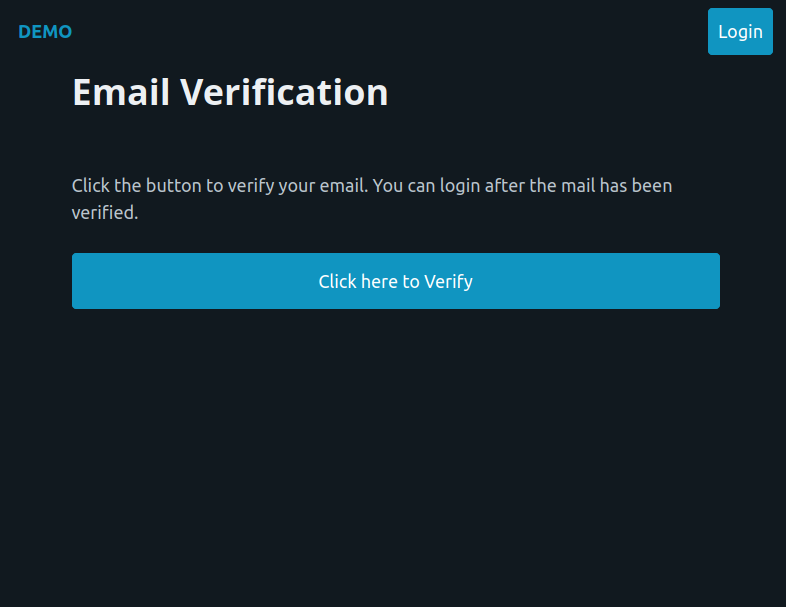 DEMO
Login
Email Verification
Click the button to verify your email. You can login after the mail has been
verified.
Click here to Verify